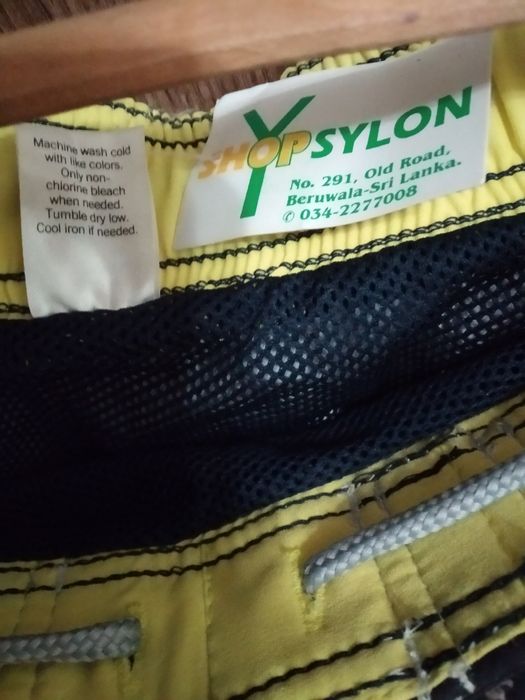 Machine wash cold
with like colors.
Only non-
chlorine bleach
when needed.
Tumble dry low.
Cool iron if needed.
SHOP SYLON
No. 291, Old Road,
Beruwala-Sri Lanka.
✆ 034-2277008